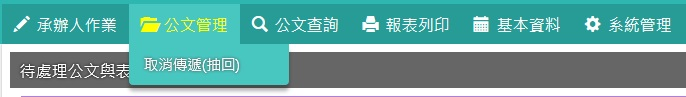 承辦人作業 公文管理 公文查詢 報表列印 基本資料 系統管理
取消傳遞(抽回)
待處理公文與表